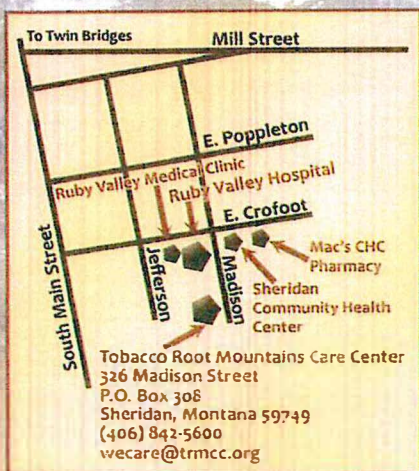 To Twin Bridges
Mill Street
E. Poppleton
Ruby Valley Medical Clinic
Ruby Valley Hospital
E. Crofoot
South Main Street
Jefferson
Madison
Mac's CHC
Pharmacy
Sheridan
Community Health
Center
Tobacco Root Mountains Care Center
326 Madison Street
P.O. Box 308
Sheridan, Montana 59749
(406) 842-5600
wecare@trmcc.org